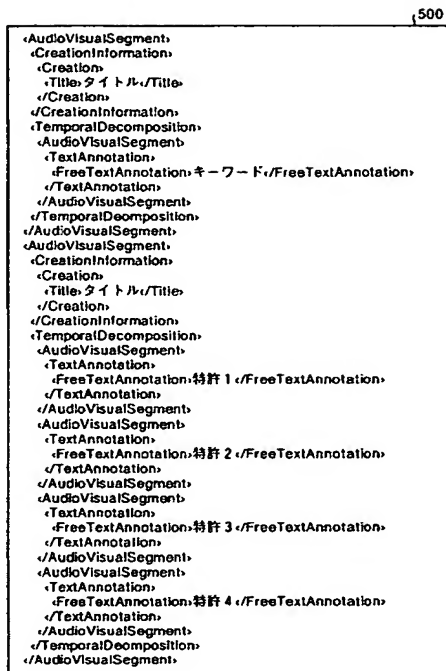 500
<AudioVisualSegment>
<CreationInformation>
<Creation>
<Title>タイトル</Title>
</Creation>
</CreationInformation>
<TemporalDecomposition>
<AudioVisualSegment>
<TextAnnotation>
<FreeTextAnnotation>キーワード</FreeTextAnnotation>
</TextAnnotation>
</AudioVisualSegment>
</TemporalDeomposition>
</AudioVisualSegment>
<AudioVisualSegment>
<CreationInformation>
<Creation>
<Title>タイトル</Title>
</Creation>
</CreationInformation>
<TemporalDecomposition>
<AudioVisualSegment>
<TextAnnotation>
<FreeTextAnnotation>特許1</FreeTextAnnotation>
</TextAnnotation>
</AudioVisualSegment>
<AudioVisualSegment>
<TextAnnotation>
<FreeTextAnnotation>特許2</FreeTextAnnotation>
</TextAnnotation>
</AudioVisualSegment>
<AudioVisualSegment>
<TextAnnotation>
<FreeTextAnnotation>特許3</FreeTextAnnotation>
</TextAnnotation>
</AudioVisualSegment>
<AudioVisualSegment>
<TextAnnotation>
<FreeTextAnnotation>特許4</FreeTextAnnotation>
</TextAnnotation>
</AudioVisualSegment>
</TemporalDeomposition>
</AudioVisualSegment>